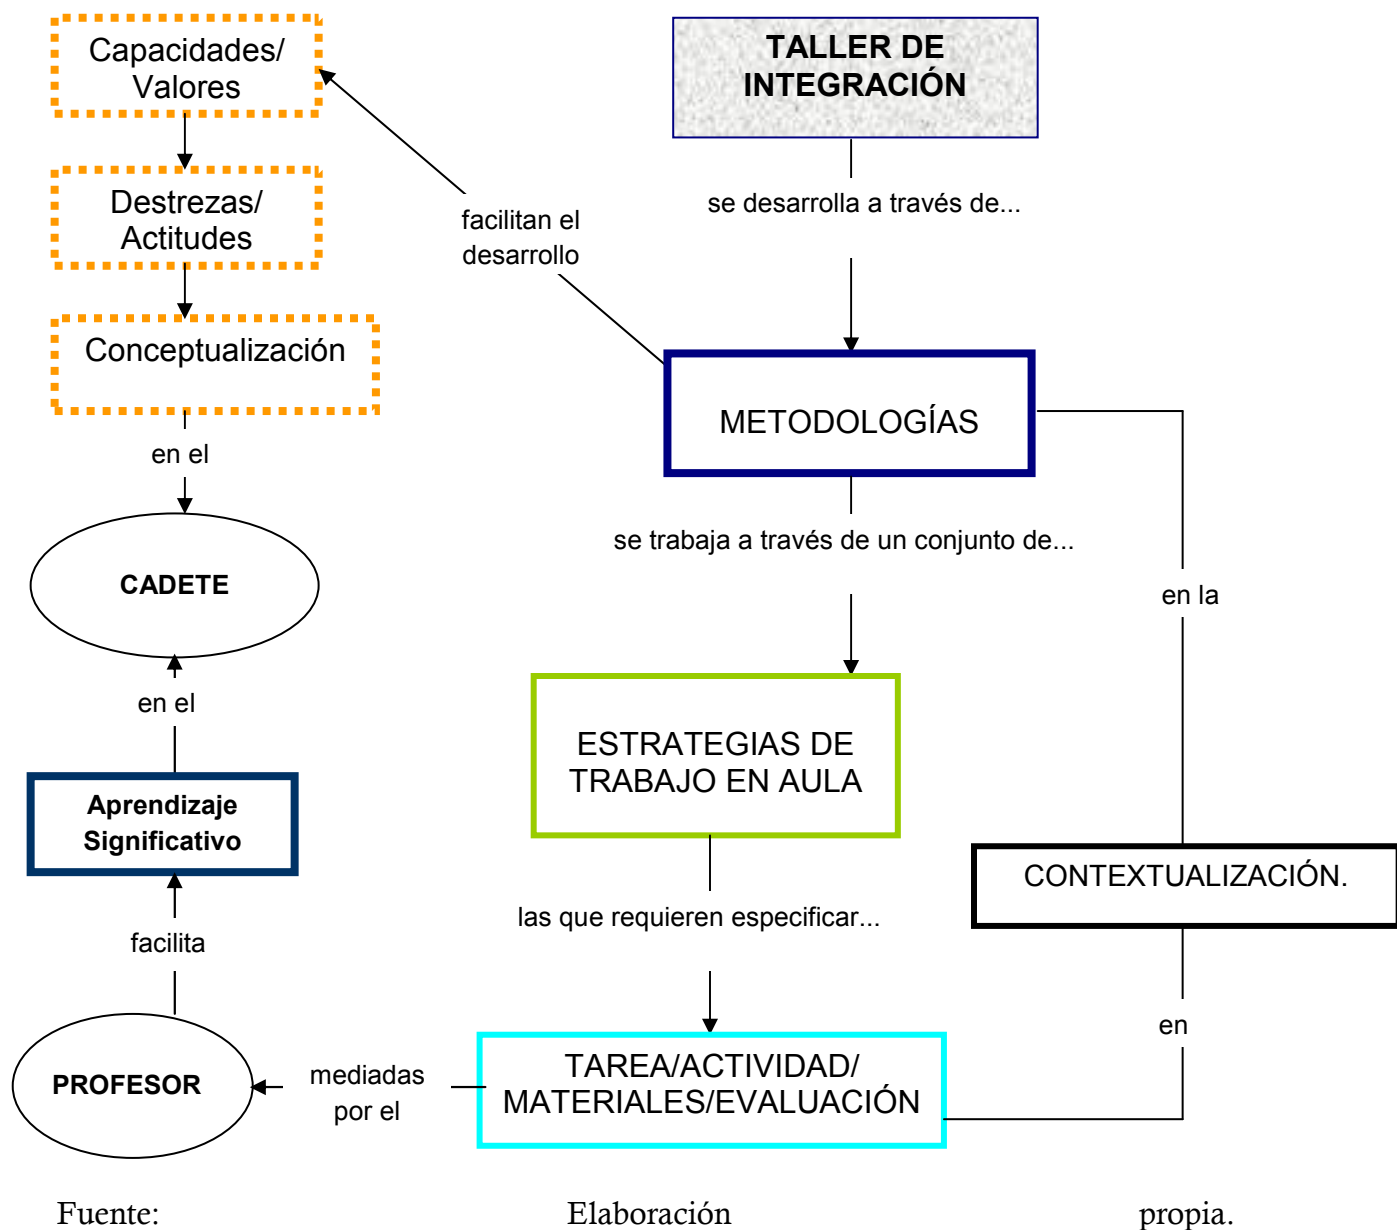 Capacidades/
Valores
TALLER DE
INTEGRACIÓN
Destrezas/
Actitudes
facilitan el
desarrollo
se desarrolla a través de...
Conceptualización
METODOLOGÍAS
en el
se trabaja a través de un conjunto de...
CADETE
en la
en el
ESTRATEGIAS DE
TRABAJO EN AULA
Aprendizaje
Significativo
CONTEXTUALIZACIÓN.
las que requieren especificar...
facilita
en
TAREA/ACTIVIDAD/
MATERIALES/EVALUACIÓN
mediadas
por el
PROFESOR
Fuente: Elaboración propia.